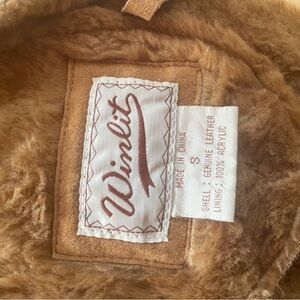 Winlit
MADE IN CHINA
S
SHELL : GENUINE LEATHER
LINING : 100% ACRYLIC